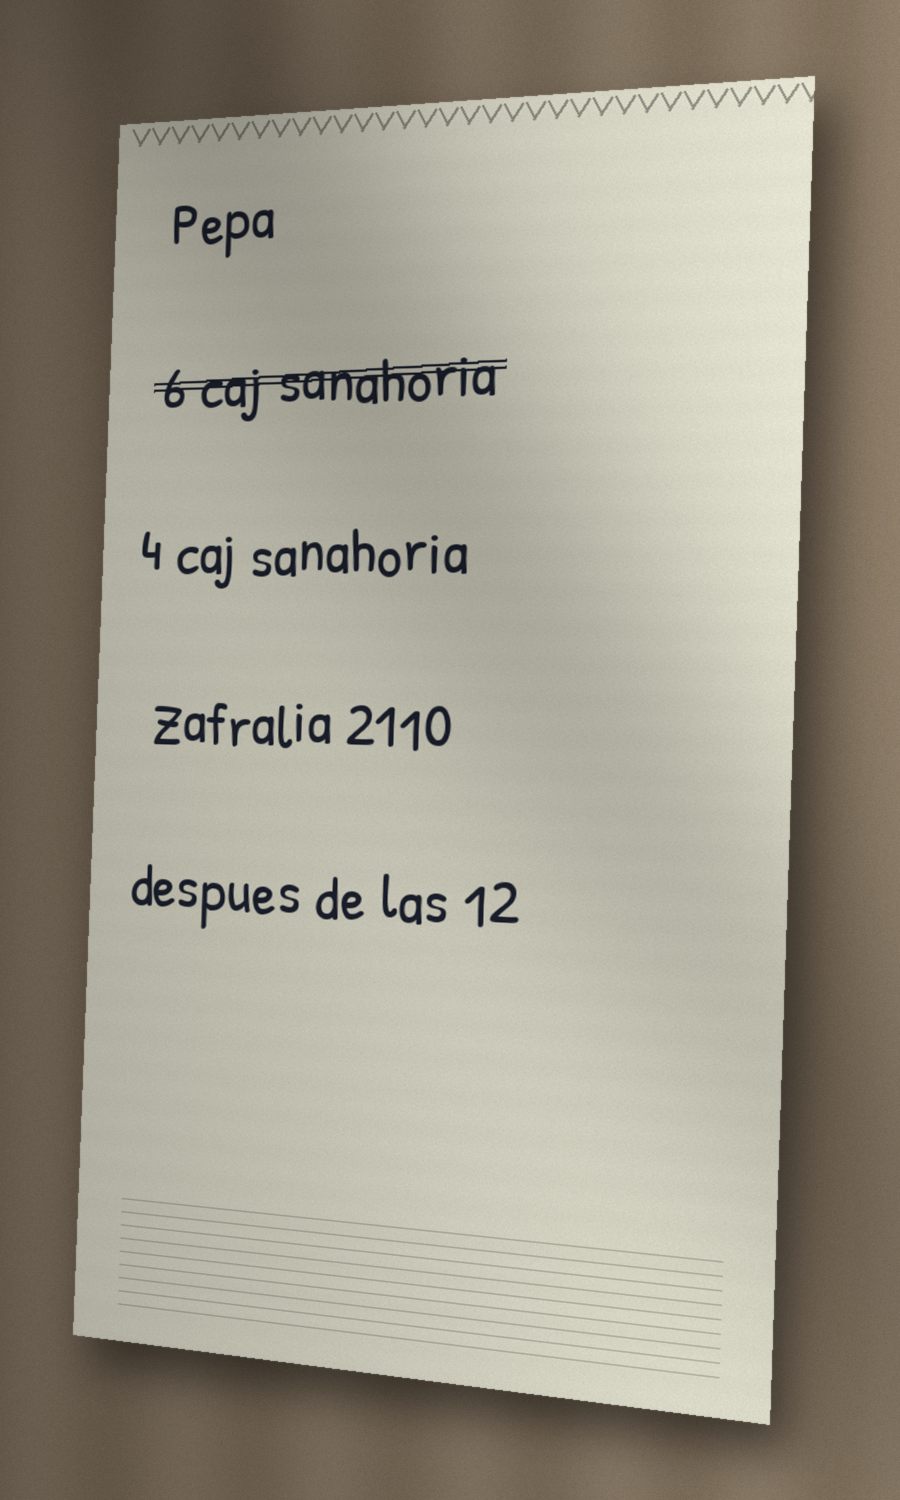 Pepa
6 caj sanahoria
4 caj sanahoria
Zafralia 2110
despues de las 12